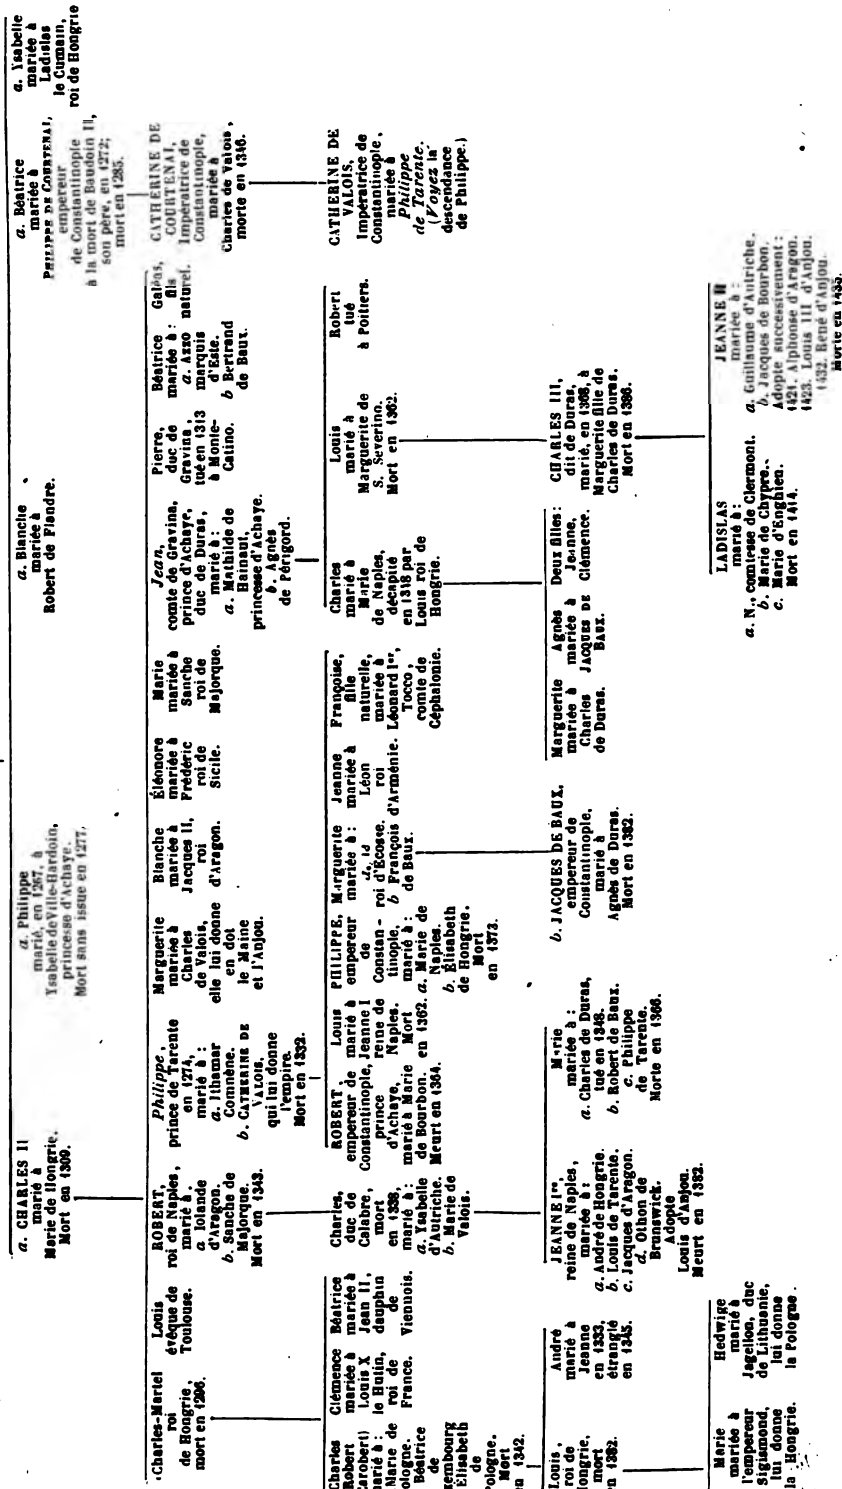 a. CHARLES II
marié à
Marie de Hongrie.
Mort en 1309.
a. Philippe
marié, en 1267, à
Ysabelle de Ville-Hardoin,
princesse d'Achaye.
Mort sans issue en 1277.
a. Blanche
mariée à
Robert de Flandre.
a. Béatrice
mariée à
PHILIPPE DE COURTENAI,
empereur
de Constantinople
à la mort de Baudoin II,
son père, en 1272;
mort en 1285.
a. Ysabelle
mariée à
Ladislas
le Cumain,
roi de Hongrie
Charles-Martel
roi
de Hongrie,
mort en 1296.
Louis
évêque de
Toulouse.
ROBERT,
roi de Naples,
marié à.
a Iolande
d'Aragon.
b. Sanche de
Majorque.
Mort en 1343.
Philippe,
prince de Tarente
en 1274,
marié à :
a. Ithamar
Comnène.
b. CATHERINE DE
VALOIS,
qui lui donne
l'empire.
Mort en 1332.
Marguerite
mariée à
Charles
de Valois,
elle lui donne
en dot
le Maine
et l'Anjou.
Blanche
mariée à
Jacques II,
roi
d'Aragon.
Éléonore
mariée à
Frédéric
roi de
Sicile.
Marie
mariée à
Sanche
roi de
Majorque.
Jean,
comte de Gravina,
prince d'Achaye,
duc de Duras,
marié à :
a. Mathilde de
Hainaut,
princesse d'Achaye.
b. Agnès
de Périgord.
Pierre,
duc de
Gravina,
tué en 1313
à Monte-
Catino.
Béatrice
mariée à :
a. Azzo
marquis
d'Este.
b Bertrand
de Baux.
Galéas,
fils
naturel.
CATHERINE DE
COURTENAI,
Impératrice de
Constantinople,
mariée à
Charles de Valois,
morte en 1346.
Charles
Robert
(Carobert)
marié à :
Marie de
Pologne.
Béatrice
de
Luxembourg
Élisabeth
de
Pologne.
Mort
en 1342.
Clémence
mariée à
Louis X
le Hutin,
roi de
France.
Béatrice
mariée à
Jean II,
dauphin
de
Viennois.
Charles,
duc de
Calabre,
mort
en 1338,
marié à :
a. Ysabelle
d'Autriche.
b. Marie de
Valois.
ROBERT,
empereur de
Constantinople,
prince
d'Achaye,
marié à Marie
de Bourbon.
Meurt en 1364.
Louis
marié à
Jeanne I
reine de
Naples.
Mort
en 1362.
PHILIPPE,
empereur
de
Constan-
tinople,
marié à :
a. Marie de
Naples.
b. Élisabeth
de Hongrie.
Mort
en 1373.
Marguerite
mariée à :
roi d'Écosse.
b François
de Baux.
Jeanne
mariée à
Léon
roi
d'Arménie.
Françoise,
fille
naturelle,
mariée à
Léonard Ier,
Tocco,
comte de
Céphalonie.
Charles
marié à
Marie
de Naples,
décapité
en 1348 par
Louis roi de
Hongrie.
Louis
marié à
Marguerite de
S. Severino.
Mort en 1362.
Robert
tué
à Poitiers.
CATHERINE DE
VALOIS,
Impératrice de
Constantinople,
mariée à
Philippe
de Tarente.
(Voyez la
descendance
de Philippe.)
Louis,
roi de
Hongrie,
mort
en 1382.
André
marié à
Jeanne
en 1333,
étranglé
en 1345.
JEANNE Ire,
reine de Naples,
mariée à :
a. André de Hongrie.
b. Louis de Tarente.
c. Jacques d'Aragon.
d. Othon de
Brunswick.
Adopte
Louis d'Anjou.
Meurt en 1382.
Marie
mariée à :
a. Charles de Duras,
tué en 1348.
b. Robert de Baux.
c. Philippe
de Tarente.
Morte en 1366.
b. JACQUES DE BAUX,
empereur de
Constantinople,
marié à
Agnès de Duras.
Mort en 1382.
Marguerite
mariée à
Charles
de Duras.
Agnès
mariée à
JACQUES DE
BAUX.
Deux filles:
Jeanne,
Clémence.
CHARLES III,
dit de Duras,
marié, en 1368, à
Marguerite fille de
Charles de Duras.
Mort en 1386.
Marie
mariée à
l'empereur
Sigismond,
lui donne
la Hongrie.
Hedwige
marié à
Jagellon, duc
de Lithuanie,
lui donne
la Pologne.
LADISLAS
marié à :
a. N., comtesse de Clermont.
b. Marie de Chypre.
c. Marie d'Enghien.
Mort en 1414.
JEANNE II
mariée à :
a. Guillaume d'Autriche.
b. Jacques de Bourbon.
Adopte successivement :
1421. Alphonse d'Aragon.
1423. Louis III d'Anjou.
1432. René d'Anjou.
Morte en 1435.